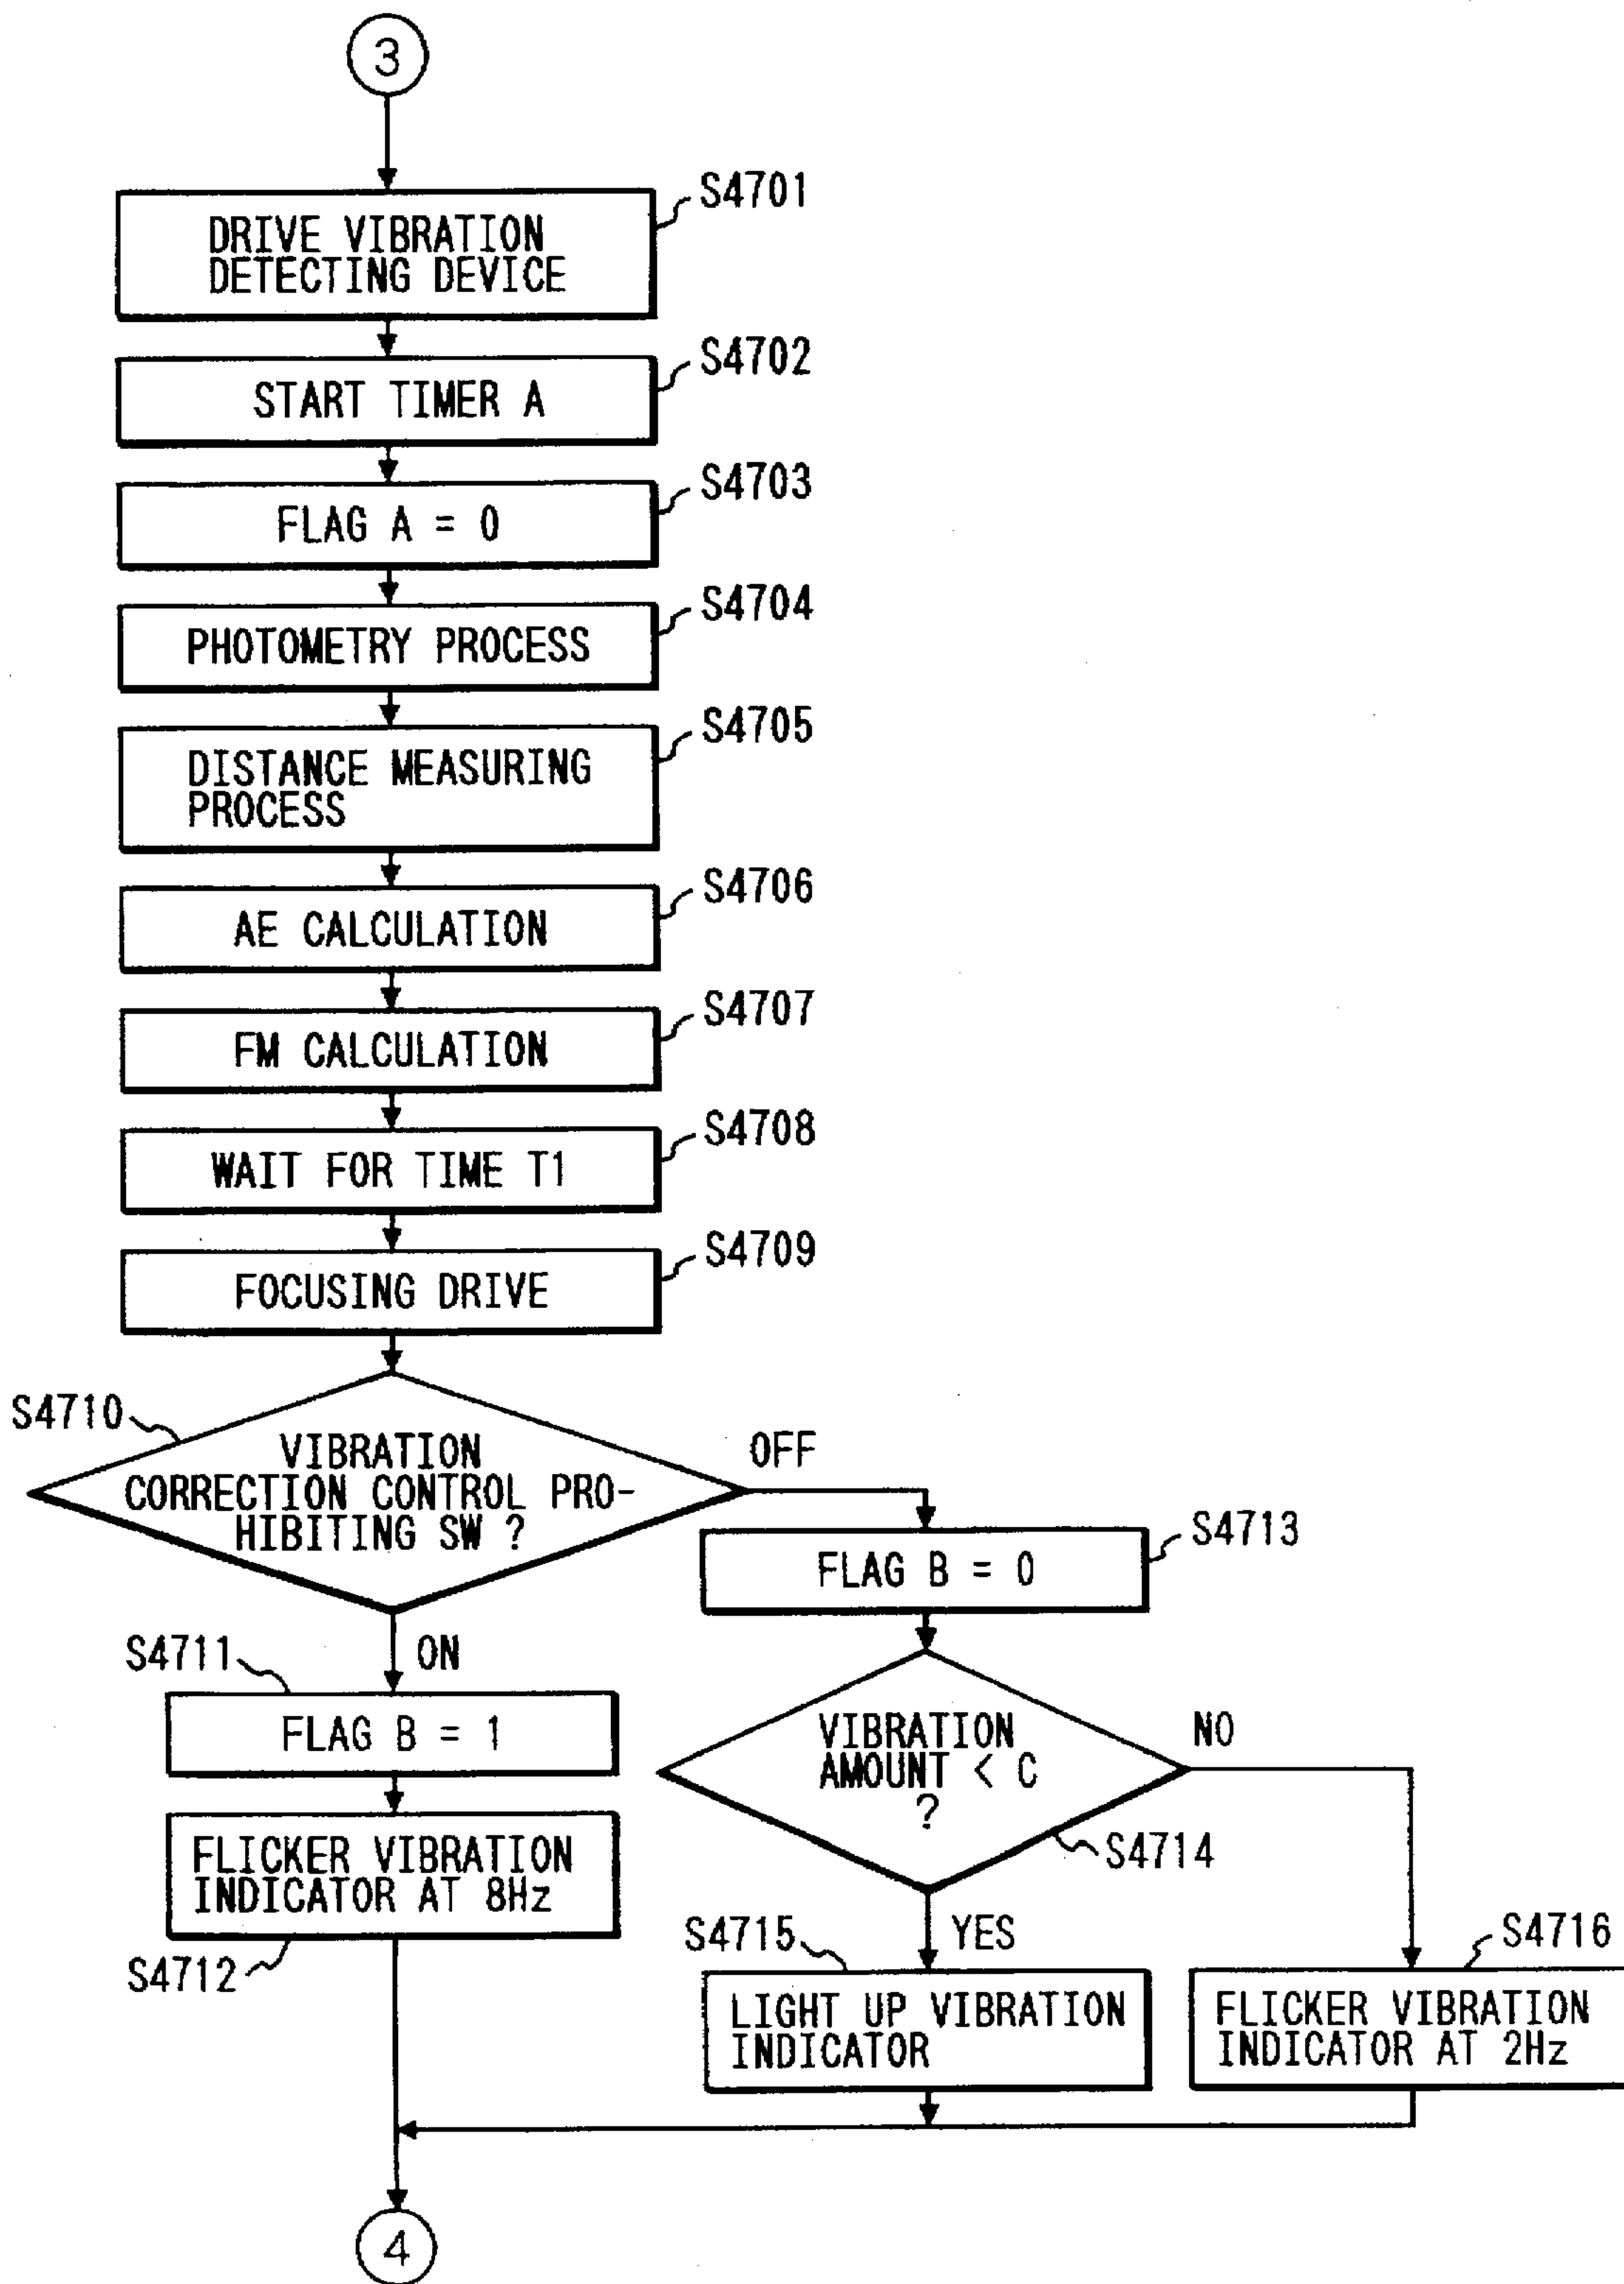 3
S4701
DRIVE VIBRATION
DETECTING DEVICE
S4702
START TIMER A
S4703
FLAG A = 0
S4704
PHOTOMETRY PROCESS
S4705
DISTANCE MEASURING
PROCESS
S4706
AE CALCULATION
S4707
FM CALCULATION
S4708
WAIT FOR TIME T1
S4709
FOCUSING DRIVE
S4710
VIBRATION
CORRECTION CONTROL PRO-
HIBITING SW ?
OFF
S4713
FLAG B = 0
S4711
ON
FLAG B = 1
VIBRATION
AMOUNT < C
?
NO
S4714
FLICKER VIBRATION
INDICATOR AT 8Hz
S4712
S4715
YES
S4716
LIGHT UP VIBRATION
INDICATOR
FLICKER VIBRATION
INDICATOR AT 2Hz
4